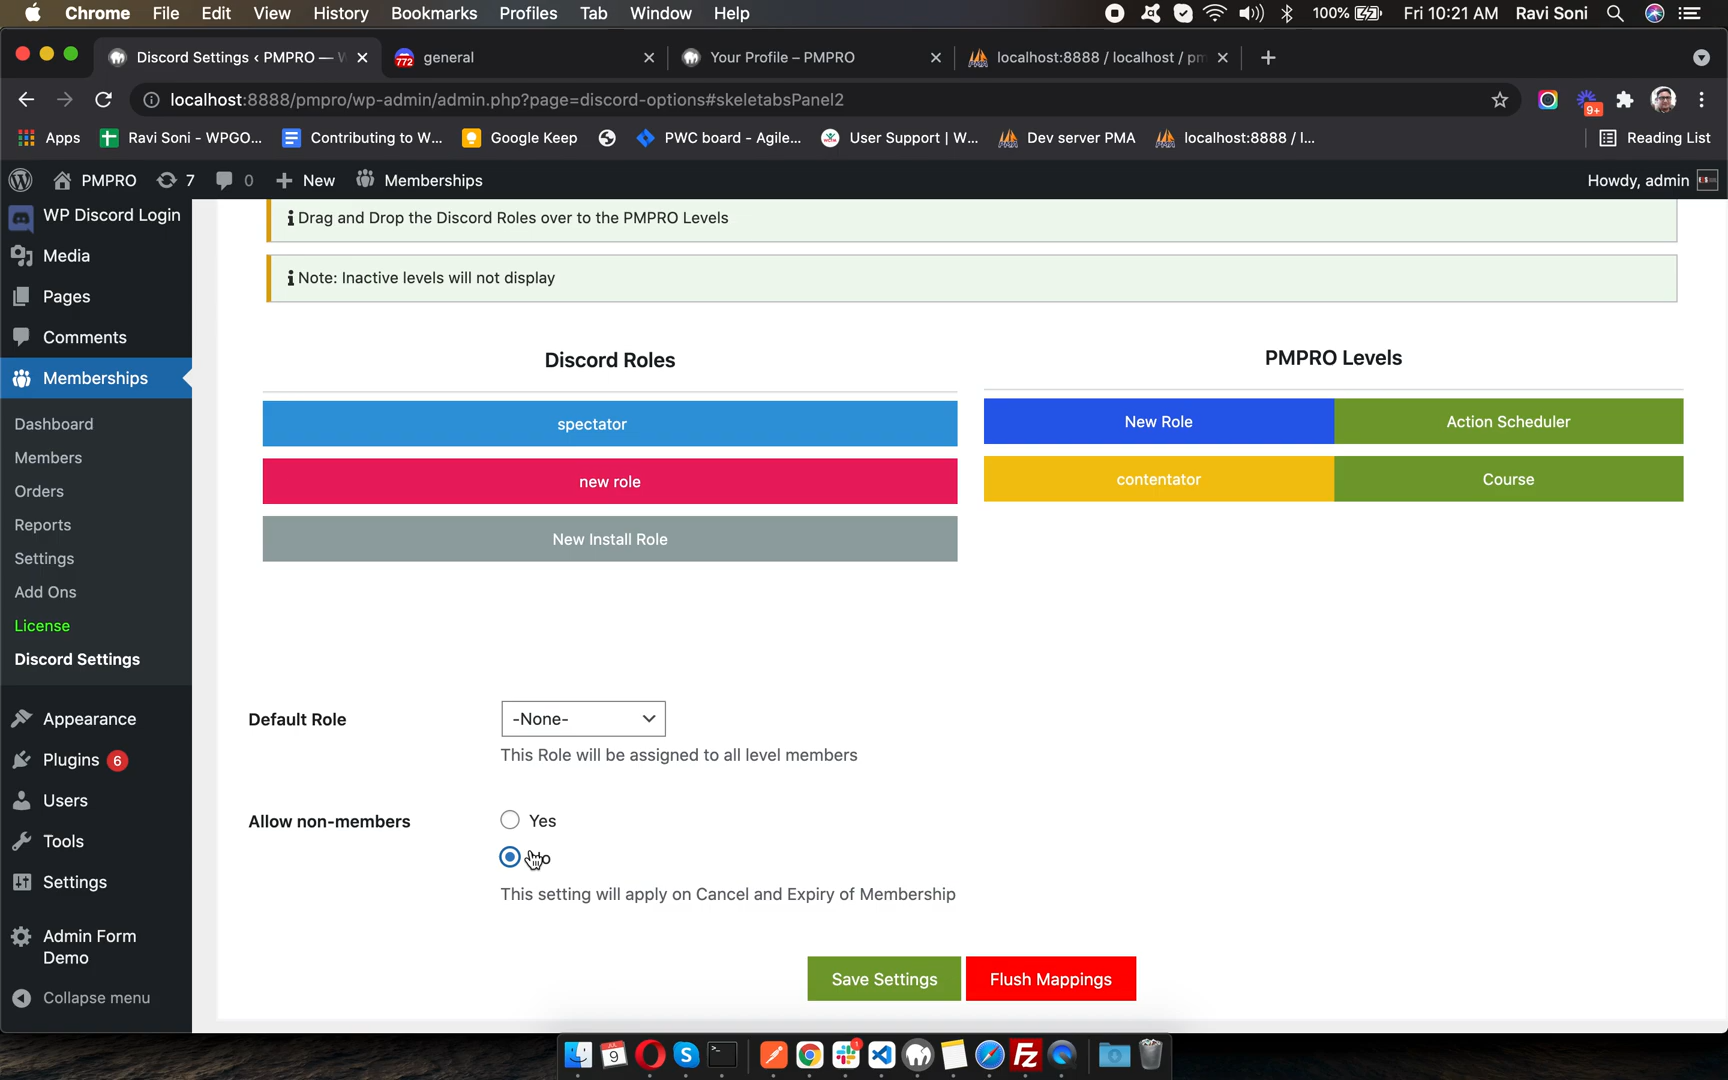 Chrome File Edit View History Bookmarks Profiles Tab Window Help 100% Fri 10:21 AM Ravi Soni
Discord Settings ‹ PMPRO — general Your Profile – PMPRO localhost:8888 / localhost / pm
localhost:8888/pmpro/wp-admin/admin.php?page=discord-options#skeletabsPanel2 9+
Apps Ravi Soni - WPGO... Contributing to W... Google Keep PWC board - Agile... User Support | W... Dev server PMA localhost:8888 / l... Reading List
PMPRO 7 0 New Memberships Howdy, admin
WP Discord Login
Media
Pages
Comments
Memberships
Dashboard
Members
Orders
Reports
Settings
Add Ons
License
Discord Settings
Appearance
Plugins 6
Users
Tools
Settings
Admin Form
Demo
Collapse menu
Drag and Drop the Discord Roles over to the PMPRO Levels
Note: Inactive levels will not display
Discord Roles
spectator
new role
New Install Role
PMPRO Levels
New Role Action Scheduler
contentator Course
Default Role -None-
This Role will be assigned to all level members
Allow non-members Yes
This setting will apply on Cancel and Expiry of Membership
Save Settings Flush Mappings